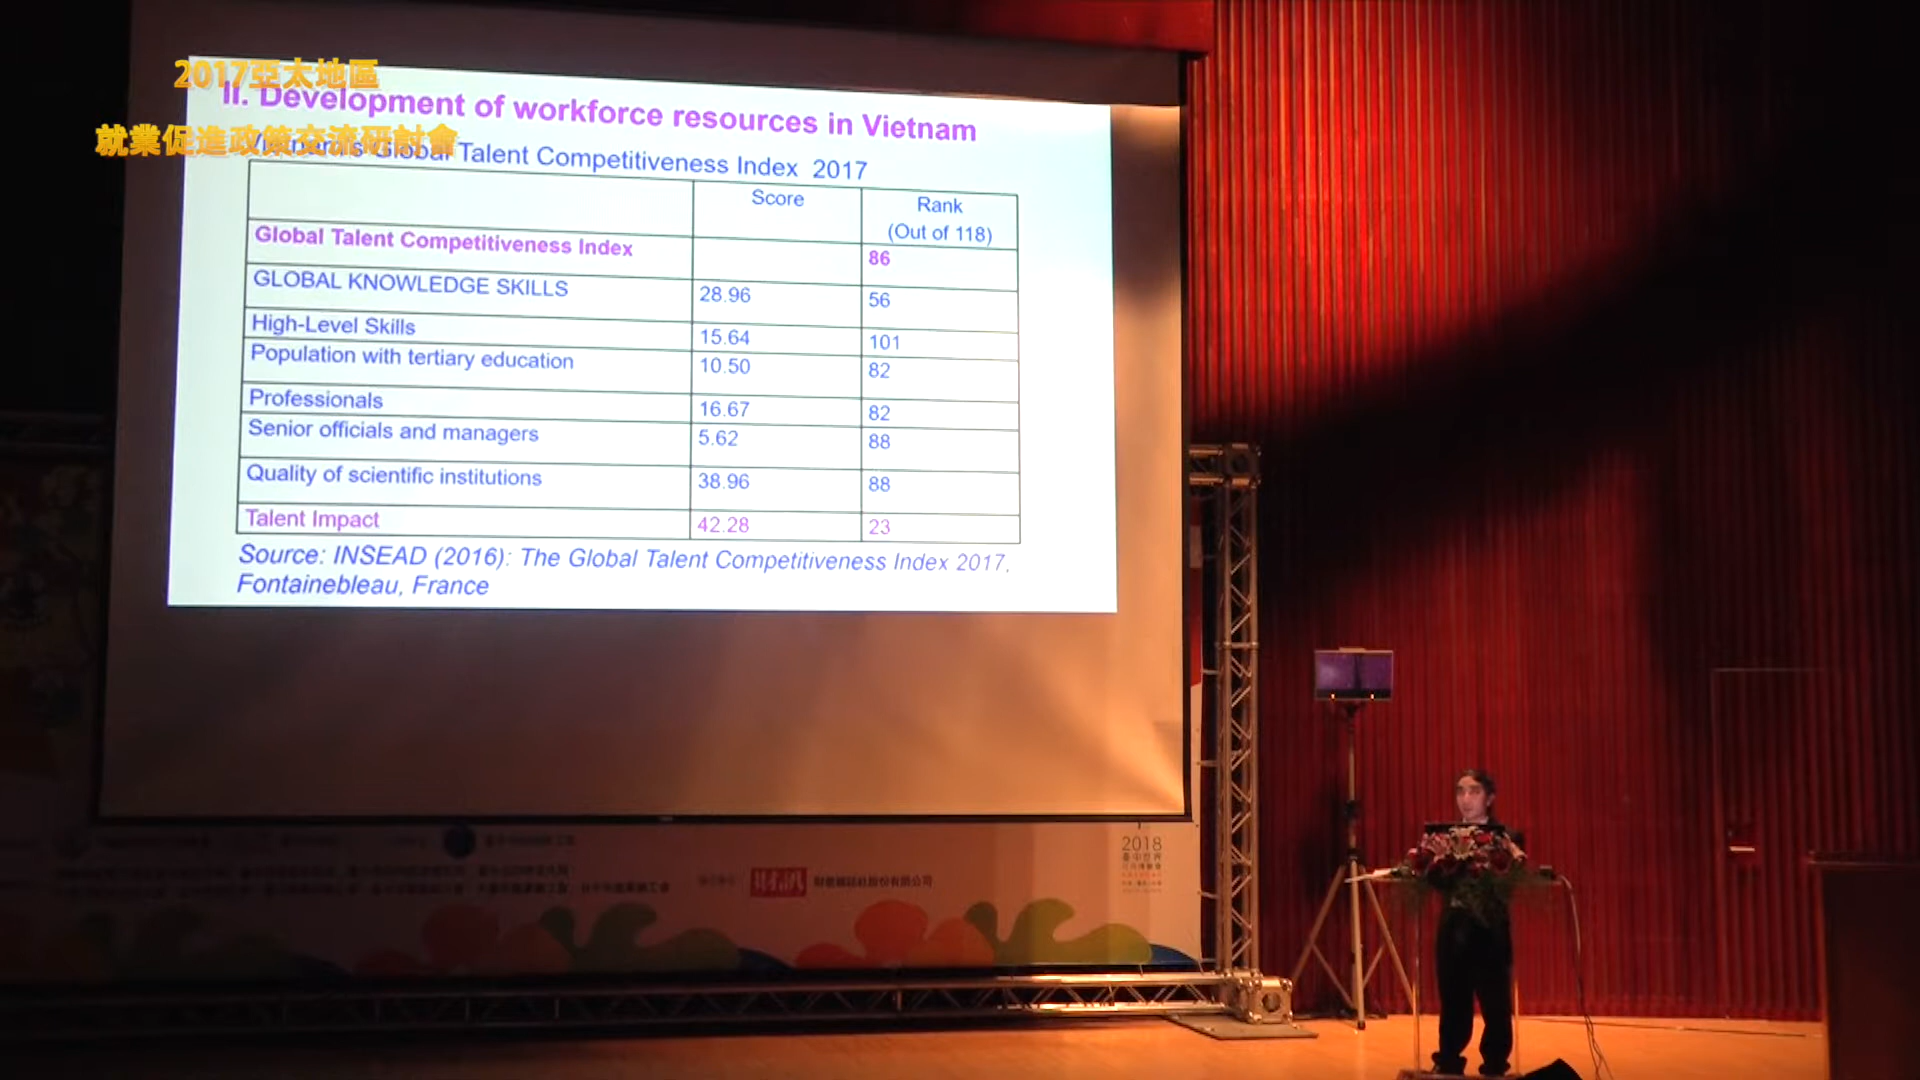 2017亞太地區
就業促進政策交流研討會
II. Development of workforce resources in Vietnam
Global Talent Competitiveness Index 2017
Score
Rank
(Out of 118)
Global Talent Competitiveness Index 86
GLOBAL KNOWLEDGE SKILLS 28.96 56
High-Level Skills 15.64 101
Population with tertiary education 10.50 82
Professionals 16.67 82
Senior officials and managers 5.62 88
Quality of scientific institutions 38.96 88
Talent Impact 42.28 23
Source: INSEAD (2016): The Global Talent Competitiveness Index 2017,
Fontainebleau, France
財訊
2018